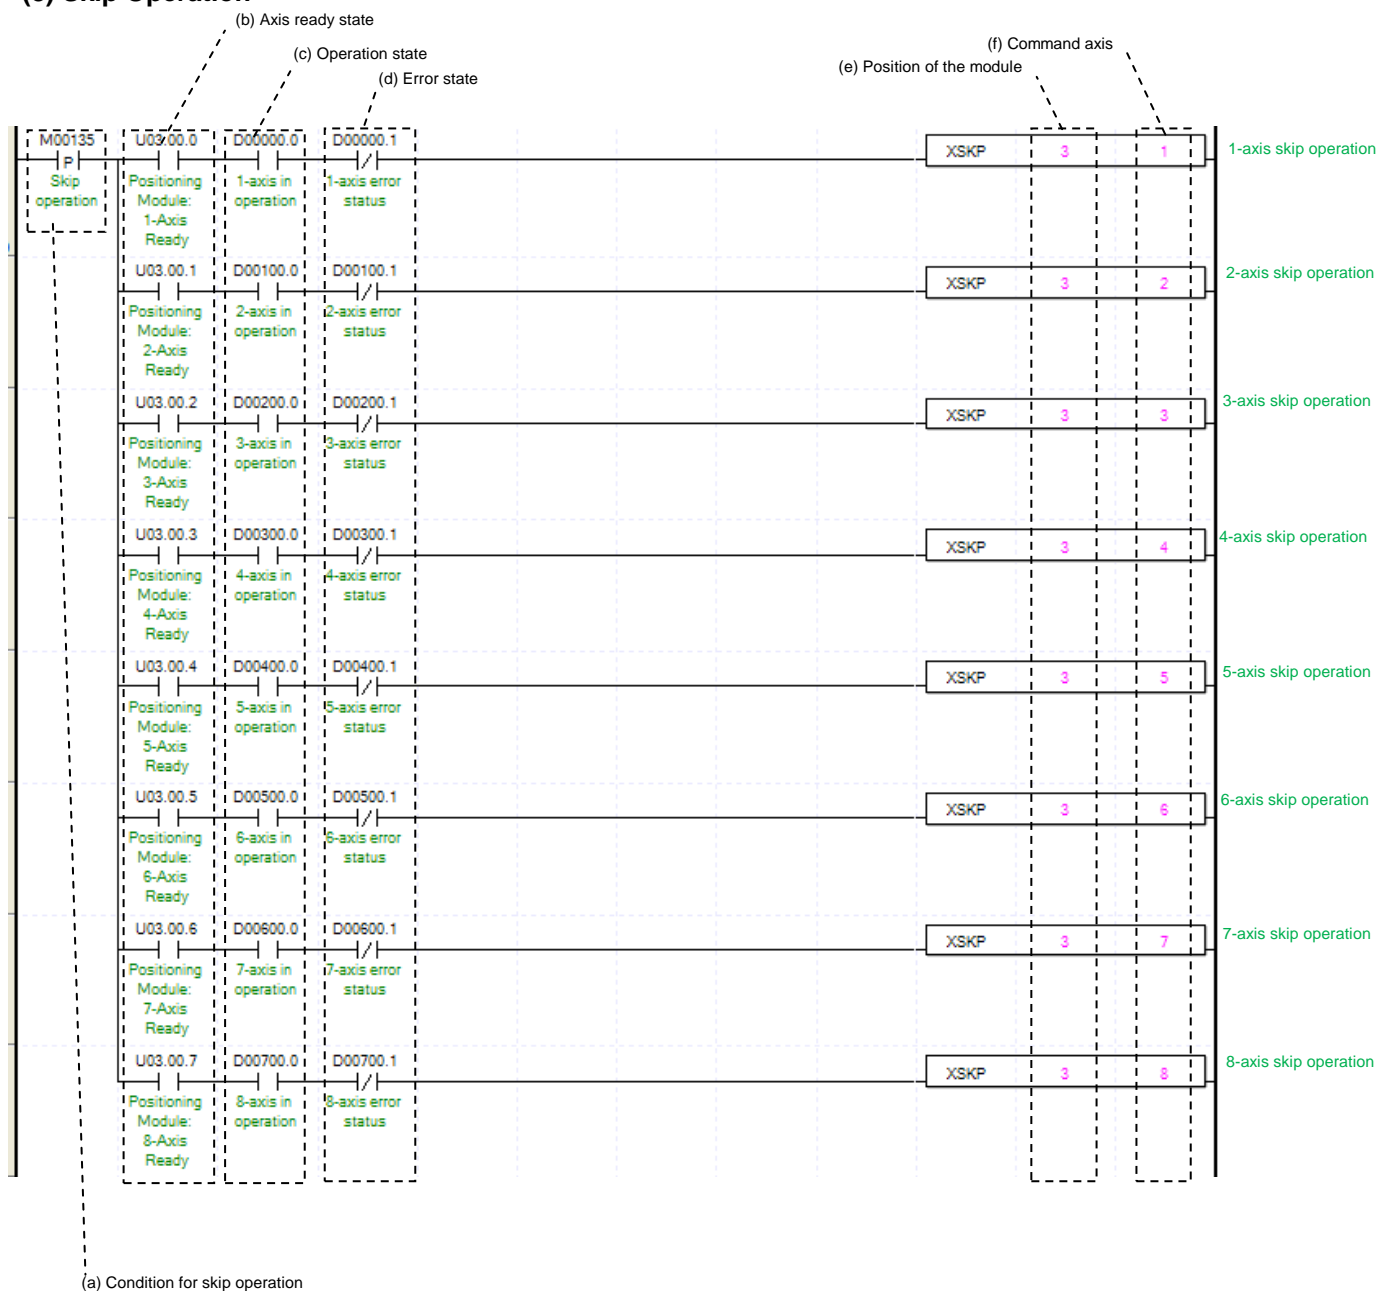 Skip Operation
(b) Axis ready state
(c) Operation state
(d) Error state
(f) Command axis
(e) Position of the module
M00135
P
Skip
operation
U03.00.0 D00000.0 D00000.1
XSKP 3 1
1-axis skip operation
Positioning 1-axis in 1-axis error
Module: operation status
1-Axis
Ready
U03.00.1 D00100.0 D00100.1
XSKP 3 2
2-axis skip operation
Positioning 2-axis in 2-axis error
Module: operation status
2-Axis
Ready
U03.00.2 D00200.0 D00200.1
XSKP 3 3
3-axis skip operation
Positioning 3-axis in 3-axis error
Module: operation status
3-Axis
Ready
U03.00.3 D00300.0 D00300.1
XSKP 3 4
4-axis skip operation
Positioning 4-axis in 4-axis error
Module: operation status
4-Axis
Ready
U03.00.4 D00400.0 D00400.1
XSKP 3 5
5-axis skip operation
Positioning 5-axis in 5-axis error
Module: operation status
5-Axis
Ready
U03.00.5 D00500.0 D00500.1
XSKP 3 6
6-axis skip operation
Positioning 6-axis in 6-axis error
Module: operation status
6-Axis
Ready
U03.00.6 D00600.0 D00600.1
XSKP 3 7
7-axis skip operation
Positioning 7-axis in 7-axis error
Module: operation status
7-Axis
Ready
U03.00.7 D00700.0 D00700.1
XSKP 3 8
8-axis skip operation
Positioning 8-axis in 8-axis error
Module: operation status
8-Axis
Ready
(a) Condition for skip operation